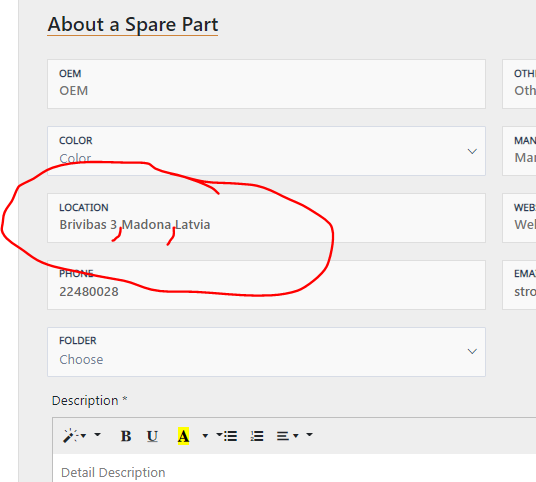 About a Spare Part
OEM
OEM
OTH
Oth
COLOR
Color
MAN
Mar
LOCATION
Brivibas 3 Madona Latvia
WEBS
Wel
PHONE
22480028
EMA
stro
FOLDER
Choose
Description *
B U A
Detail Description